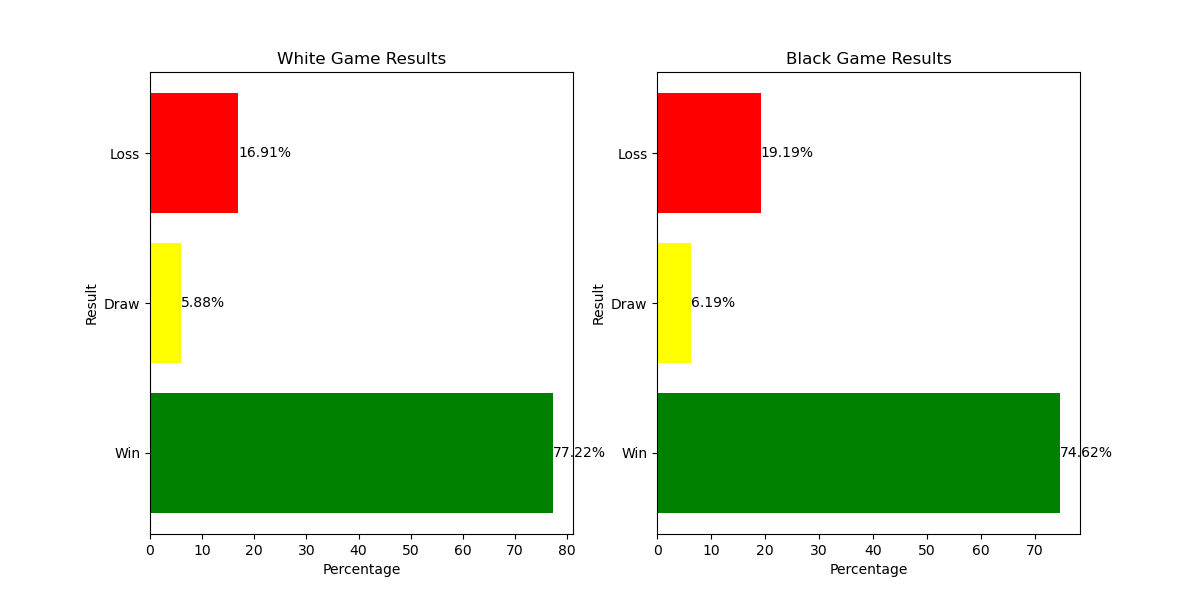 White Game Results
Result
Loss
16.91%
Draw
5.88%
Win
77.22%
0 10 20 30 40 50 60 70 80
Percentage
Black Game Results
Result
Loss
19.19%
Draw
6.19%
Win
74.62%
0 10 20 30 40 50 60 70
Percentage